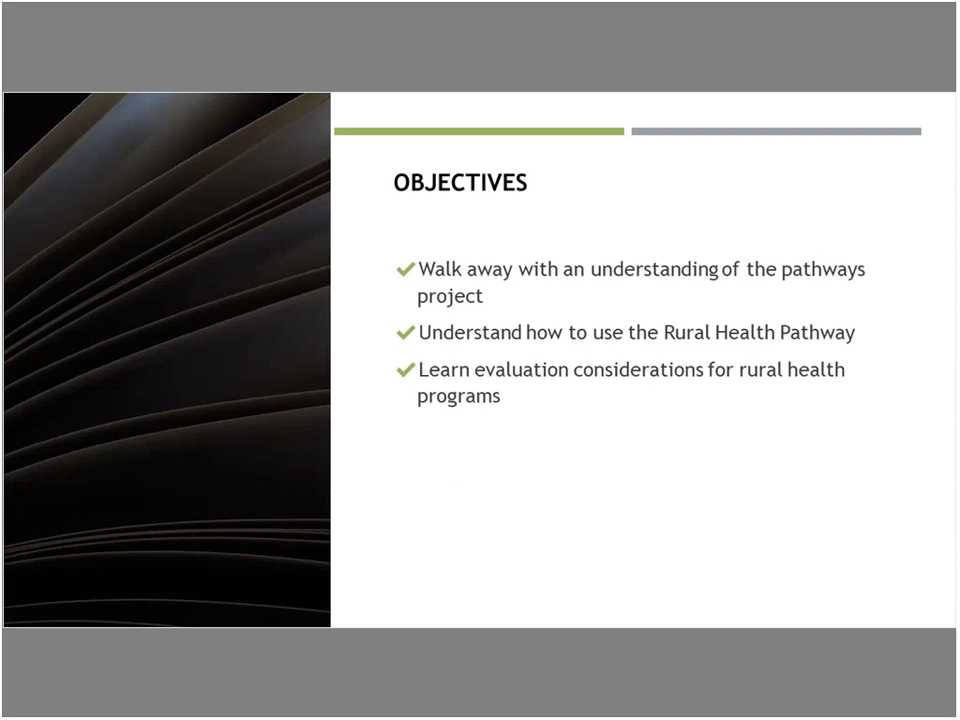 OBJECTIVES
Walk away with an understanding of the pathways
project
Understand how to use the Rural Health Pathway
Learn evaluation considerations for rural health
programs